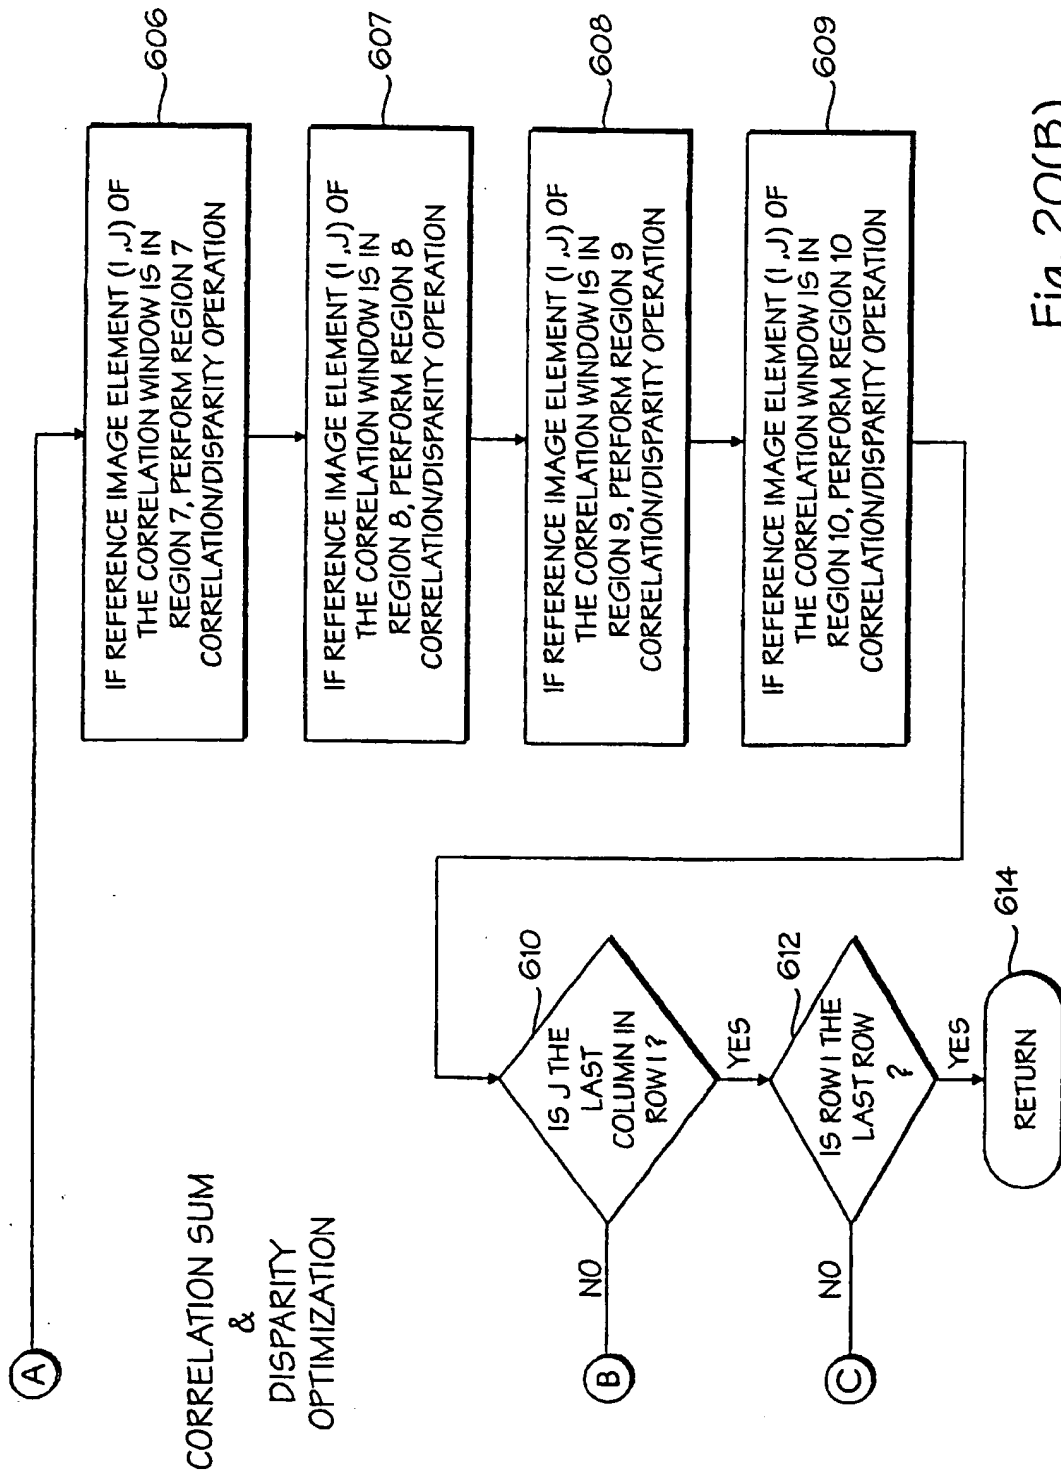 A
606
IF REFERENCE IMAGE ELEMENT (I,J) OF
THE CORRELATION WINDOW IS IN
REGION 7, PERFORM REGION 7
CORRELATION/DISPARITY OPERATION
607
IF REFERENCE IMAGE ELEMENT (I,J) OF
THE CORRELATION WINDOW IS IN
REGION 8, PERFORM REGION 8
CORRELATION/DISPARITY OPERATION
608
IF REFERENCE IMAGE ELEMENT (I,J) OF
THE CORRELATION WINDOW IS IN
REGION 9, PERFORM REGION 9
CORRELATION/DISPARITY OPERATION
609
IF REFERENCE IMAGE ELEMENT (I,J) OF
THE CORRELATION WINDOW IS IN
REGION 10, PERFORM REGION 10
CORRELATION/DISPARITY OPERATION
CORRELATION SUM
&
DISPARITY
OPTIMIZATION
610
IS J THE
LAST
COLUMN IN
ROW I?
NO
B
YES
612
IS ROW I THE
LAST ROW
?
NO
C
YES
614
RETURN
Fig. 20(B)